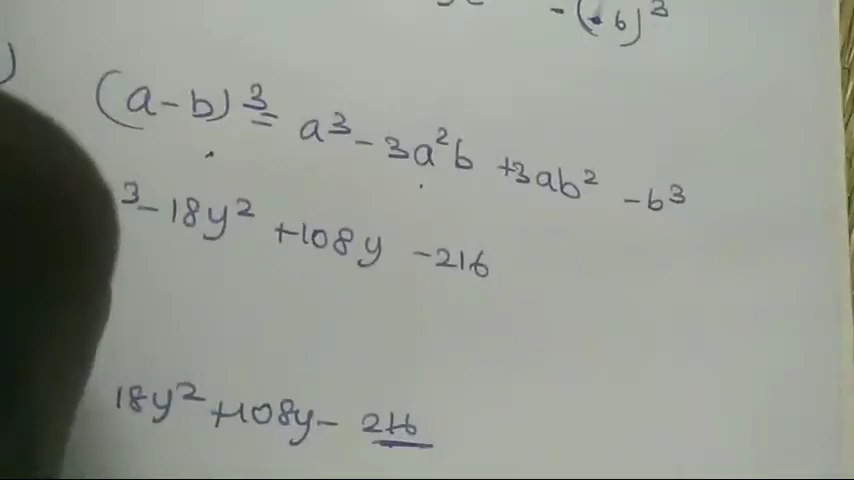 -(-6)³
)
(a-b)³ = a³ - 3a²b +3ab² -b³
³- 18y² +108y -216
18y² +108y- 216